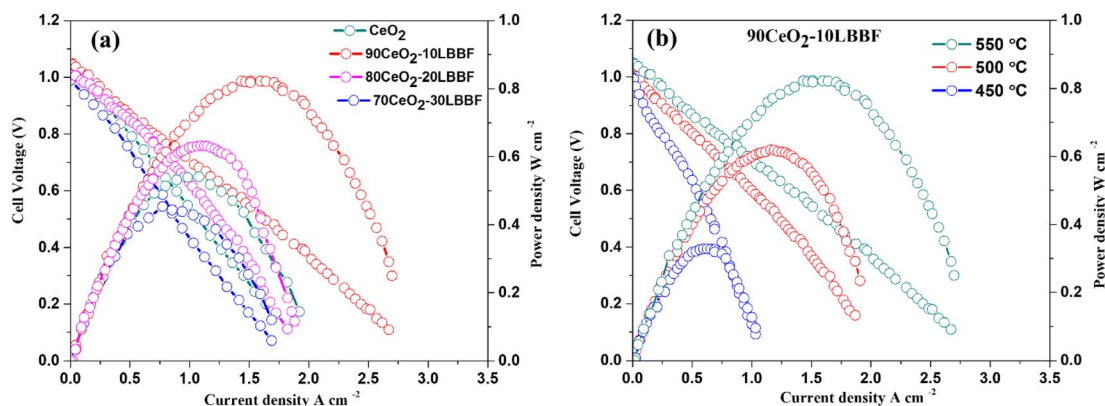 (a)
CeO2
90CeO2-10LBBF
80CeO2-20LBBF
70CeO2-30LBBF
Cell Voltage (V)
1.2
1.0
0.8
0.6
0.4
0.2
0.0
0.0 0.5 1.0 1.5 2.0 2.5 3.0 3.5
Current density A cm-2
1.0
0.8
0.6
0.4
0.2
0.0
Power density W cm-2
(b)
90CeO2-10LBBF
550 °C
500 °C
450 °C
Cell Voltage (V)
1.2
1.0
0.8
0.6
0.4
0.2
0.0
0.0 0.5 1.0 1.5 2.0 2.5 3.0 3.5
Current density A cm-2
1.0
0.8
0.6
0.4
0.2
0.0
Power density W cm-2